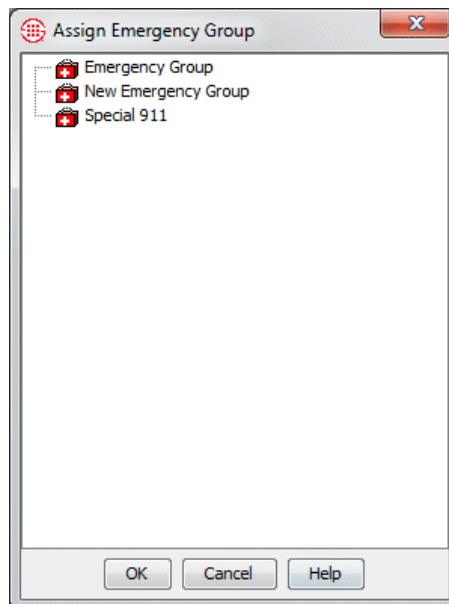 Assign Emergency Group
Emergency Group
New Emergency Group
Special 911
OK Cancel Help